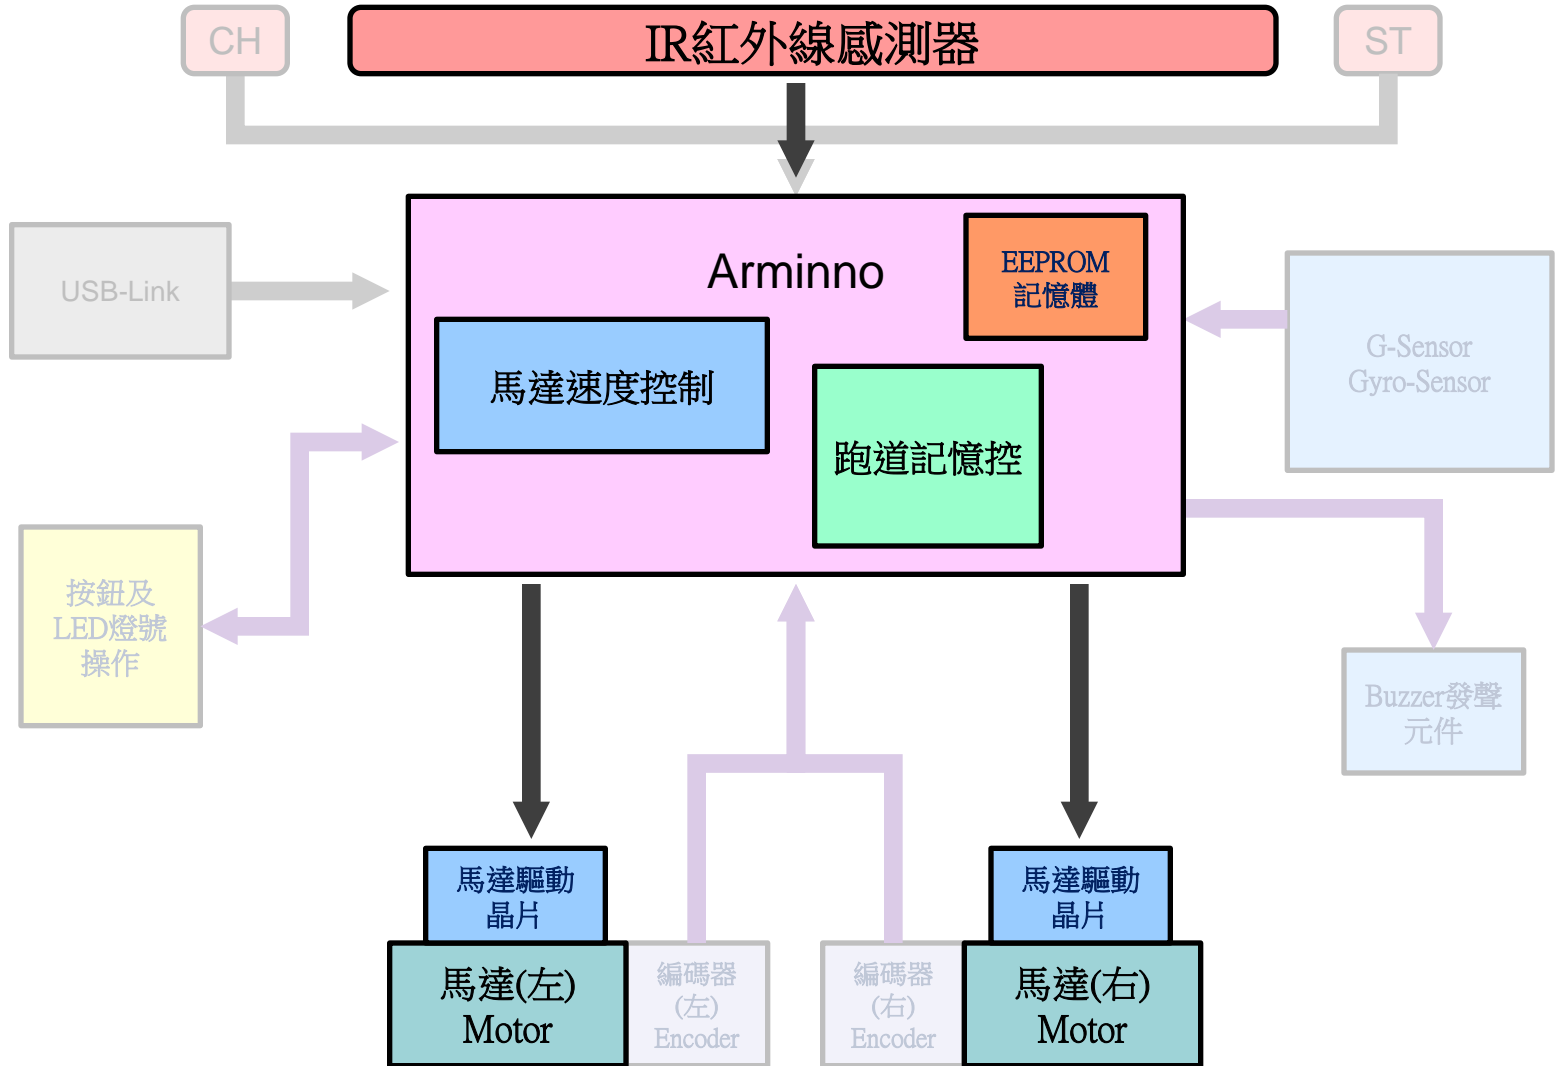 CH
IR紅外線感測器
ST
Arminno
EEPROM
記憶體
USB-Link
G-Sensor
Gyro-Sensor
馬達速度控制
跑道記憶控
按鈕及
LED燈號
操作
Buzzer發聲
元件
馬達驅動
晶片
馬達驅動
晶片
馬達(左)
Motor
編碼器
(左)
Encoder
編碼器
(右)
Encoder
馬達(右)
Motor